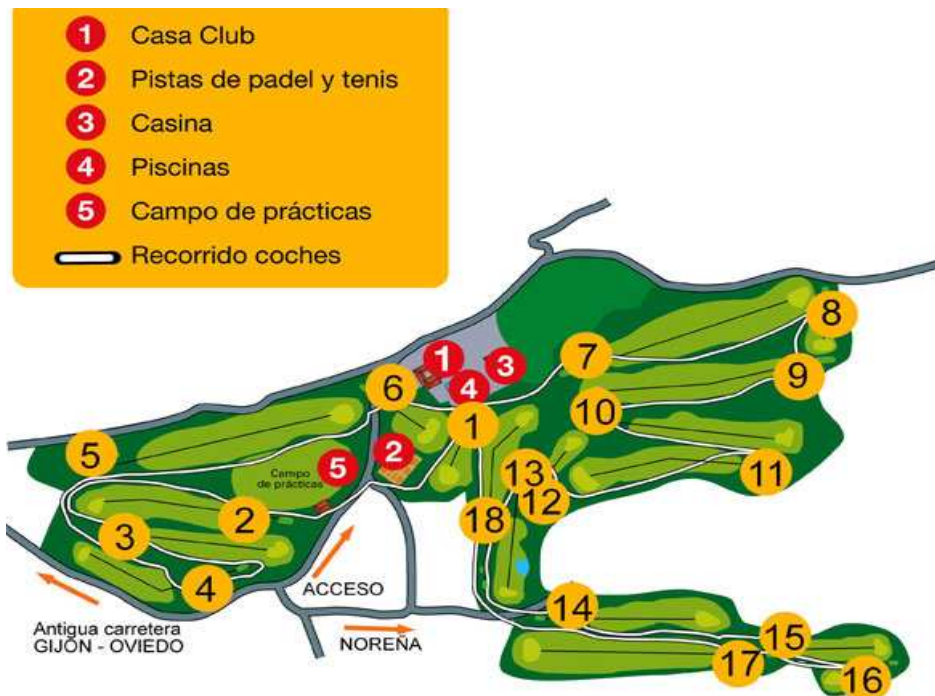 1 Casa Club
2 Pistas de padel y tenis
3 Casina
4 Piscinas
5 Campo de prácticas
Recorrido coches
8
7
1
3
6
4
9
10
1
5
2
13
11
5
Campo
de prácticas
12
2
18
3
4
ACCESO
14
Antigua carretera
GIJÓN - OVIEDO
NOREÑA
15
17
16